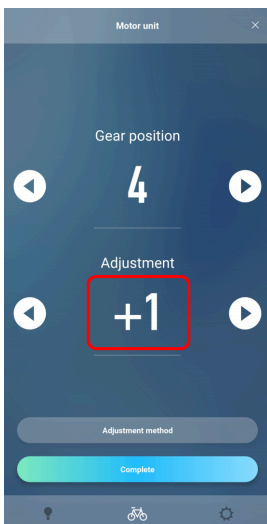 Motor unit
Gear position
4
Adjustment
+1
Adjustment method
Complete